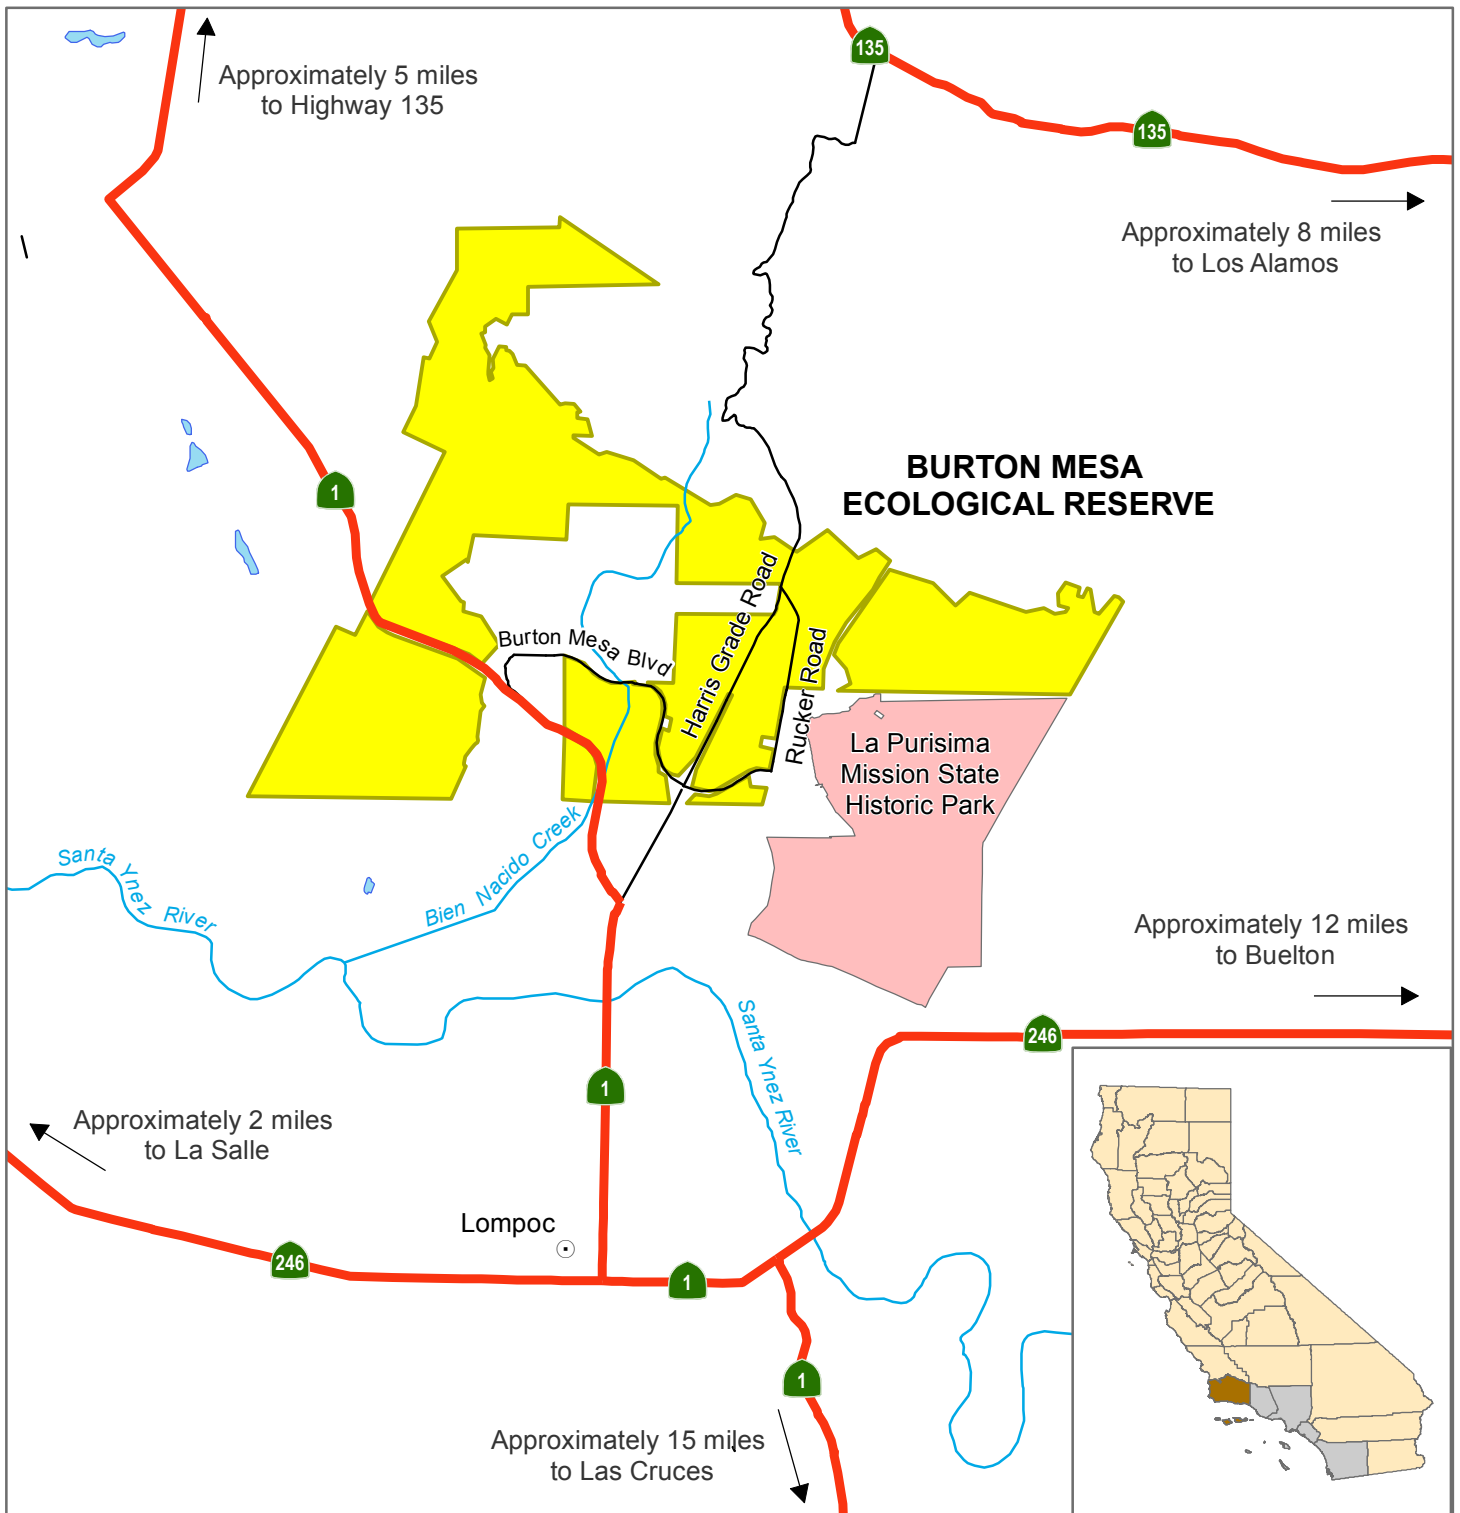 135
Approximately 5 miles
to Highway 135
135
Approximately 8 miles
to Los Alamos
BURTON MESA
ECOLOGICAL RESERVE
1
Harris Grade Road
Burton Mesa Blvd
Rucker Road
La Purisima
Mission State
Historic Park
Bien Nacido Creek
Santa Ynez River
Approximately 12 miles
to Buelton
Santa Ynez River
246
1
Approximately 2 miles
to La Salle
Lompoc
246
1
1
Approximately 15 miles
to Las Cruces